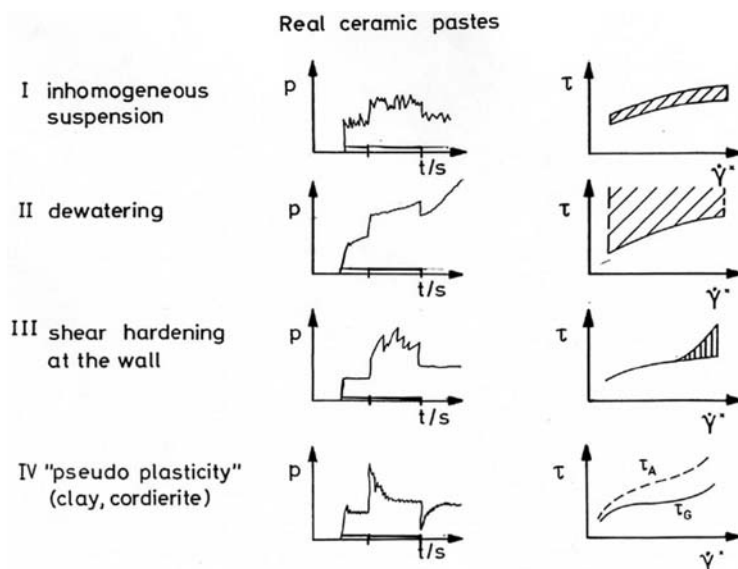 Real ceramic pastes
I inhomogeneous
suspension
p
t/s
τ
γ̇*
II dewatering
p
t/s
τ
γ̇*
III shear hardening
at the wall
p
t/s
τ
γ̇*
IV "pseudo plasticity"
(clay, cordierite)
p
t/s
τ
τA
τG
γ̇*